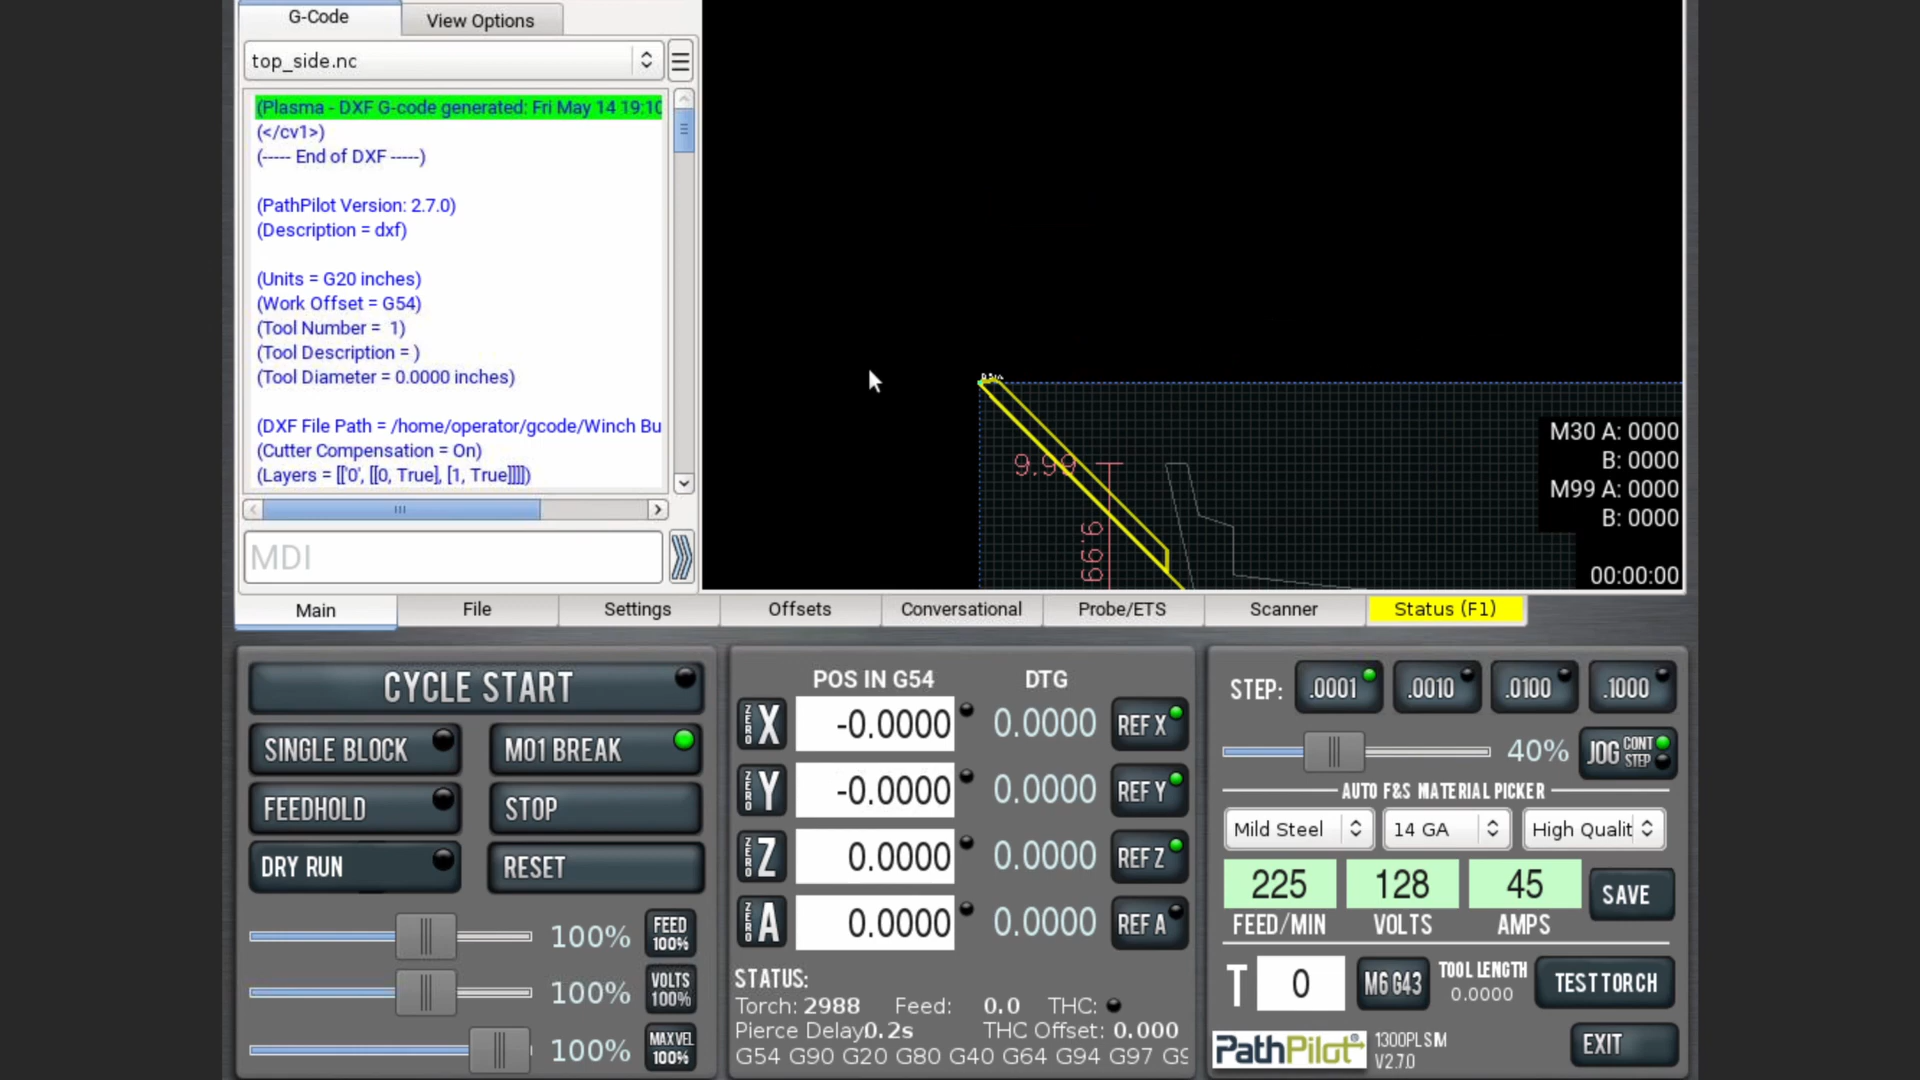 G-Code
View Options
top_side.nc
(Plasma - DXF G-code generated: Fri May 14 19:10
(</cv1>)
(----- End of DXF -----)
(PathPilot Version: 2.7.0)
(Description = dxf)
(Units = G20 inches)
(Work Offset = G54)
(Tool Number =  1)
(Tool Description = )
(Tool Diameter = 0.0000 inches)
(DXF File Path = /home/operator/gcode/Winch Bu
(Cutter Compensation = On)
(Layers = [['0', [[0, True], [1, True]]]])
MDI
9.99
9.99
M30 A: 0000
B: 0000
M99 A: 0000
B: 0000
00:00:00
Main
File
Settings
Offsets
Conversational
Probe/ETS
Scanner
Status (F1)
CYCLE START
SINGLE BLOCK
M01 BREAK
FEEDHOLD
STOP
DRY RUN
RESET
100%
FEED 100%
100%
VOLTS 100%
100%
MAXVEL 100%
POS IN G54
DTG
ZERO X
-0.0000
0.0000
REF X
ZERO Y
-0.0000
0.0000
REF Y
ZERO Z
0.0000
0.0000
REF Z
ZERO A
0.0000
0.0000
REF A
STATUS:
Torch: 2988 Feed: 0.0 THC:
Pierce Delay 0.2s THC Offset: 0.000
G54 G90 G20 G80 G40 G64 G94 G97 G9
STEP:
.0001
.0010
.0100
.1000
40%
JOG CONT STEP
AUTO F&S MATERIAL PICKER
Mild Steel
14 GA
High Qualit
225
128
45
SAVE
FEED/MIN
VOLTS
AMPS
T
0
M6 G43
TOOL LENGTH
0.0000
TEST TORCH
PathPilot
1300PLSM
V2.7.0
EXIT